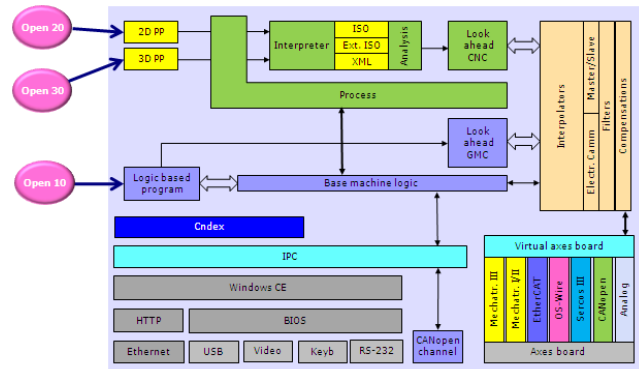 Open 20
2D PP
Open 30
3D PP
Interpreter
ISO
Ext. ISO
XML
Analysis
Look
ahead
CNC
Process
Look
ahead
GMC
Interpolators
Electr. Camm
Master/Slave
Filters
Compensations
Open 10
Logic based
program
Base machine logic
Cndex
IPC
Windows CE
HTTP
BIOS
Ethernet
USB
Video
Keyb
RS-232
CANopen
channel
Virtual axes board
Mechatr. III
Mechatr. I/II
EtherCAT
OS-Wire
Sercos III
CANopen
Analog
Axes board